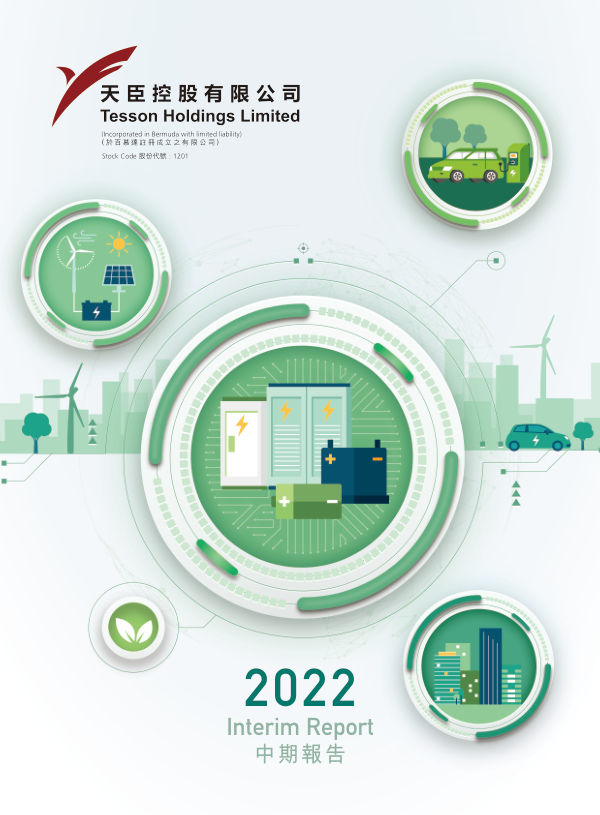 天臣控股有限公司
Tesson Holdings Limited
(Incorporated in Bermuda with limited liability)
(於百慕達註冊成立之有限公司)
Stock Code 股份代號 : 1201
2022
Interim Report
中期報告